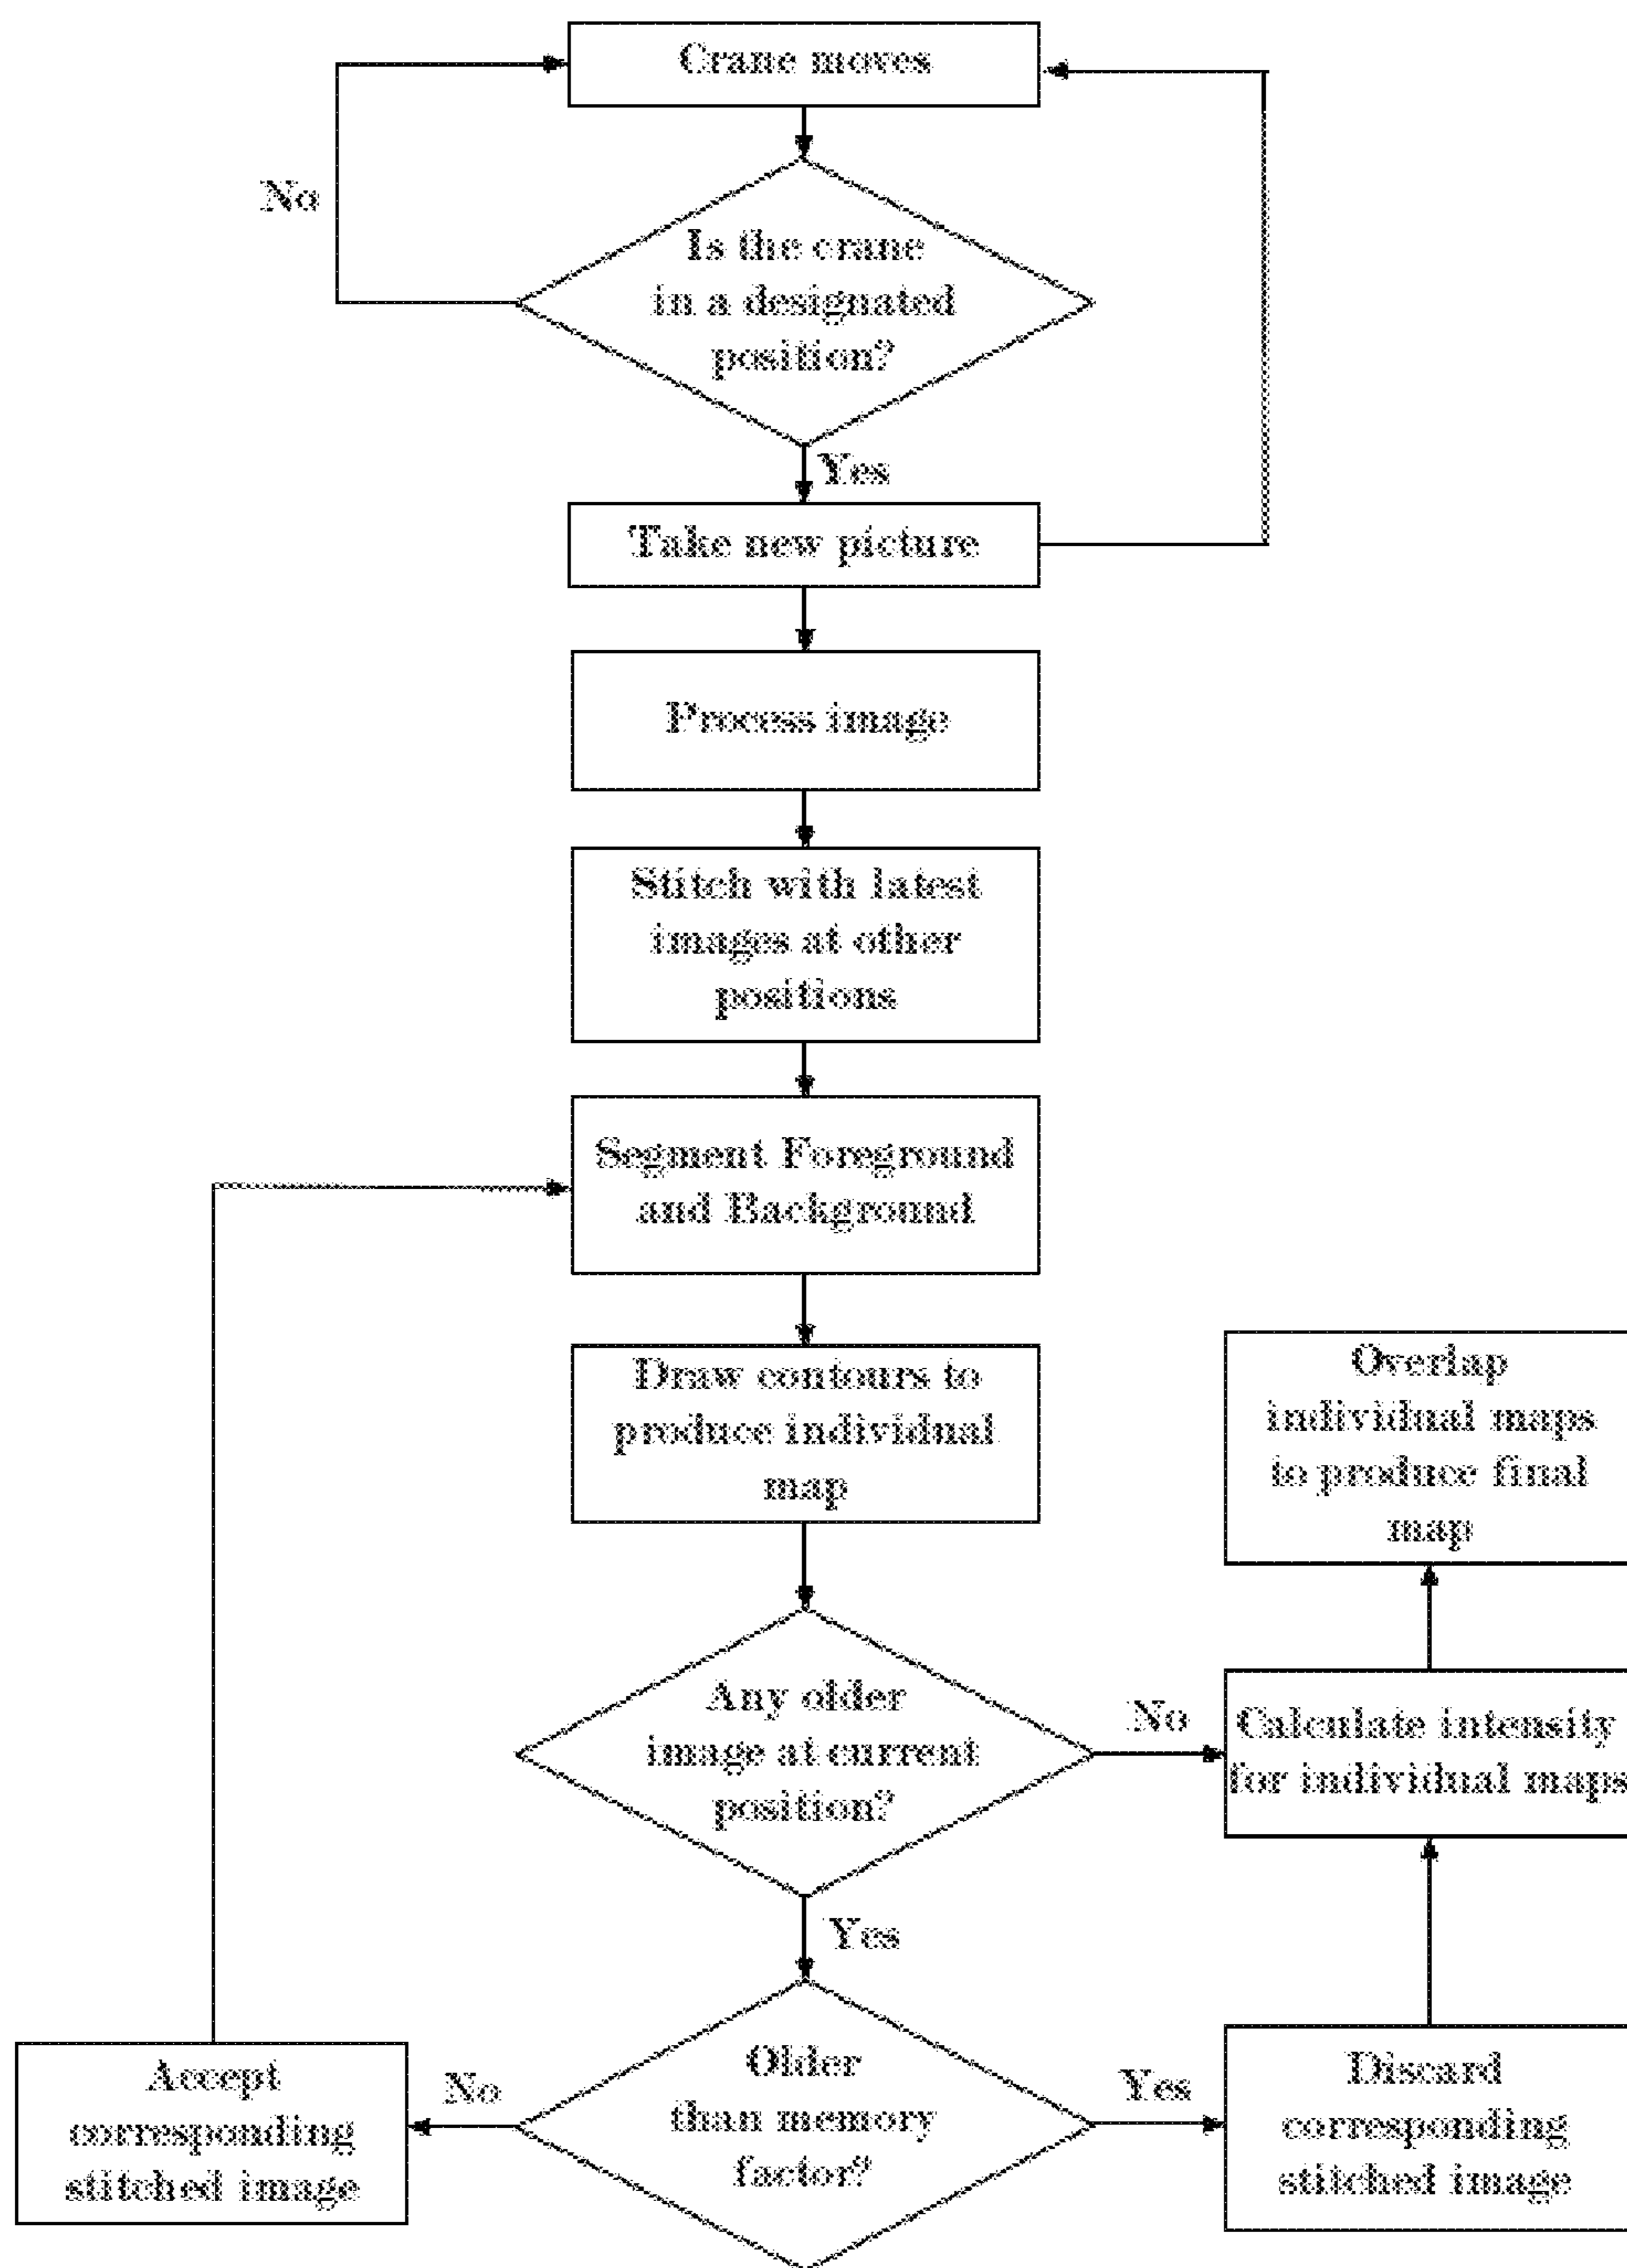 Crane moves
No
Is the crane
in a designated
position?
Yes
Take new picture
Process image
Stitch with latest
images at other
positions
Segment Foreground
and Background
Draw contours to
produce individual
map
Overlap
individual maps
to produce final
map
Any older
image at current
position?
No
Calculate intensity
for individual maps
Yes
Accept
corresponding
stitched image
No
Older
than memory
factor?
Yes
Discard
corresponding
stitched image